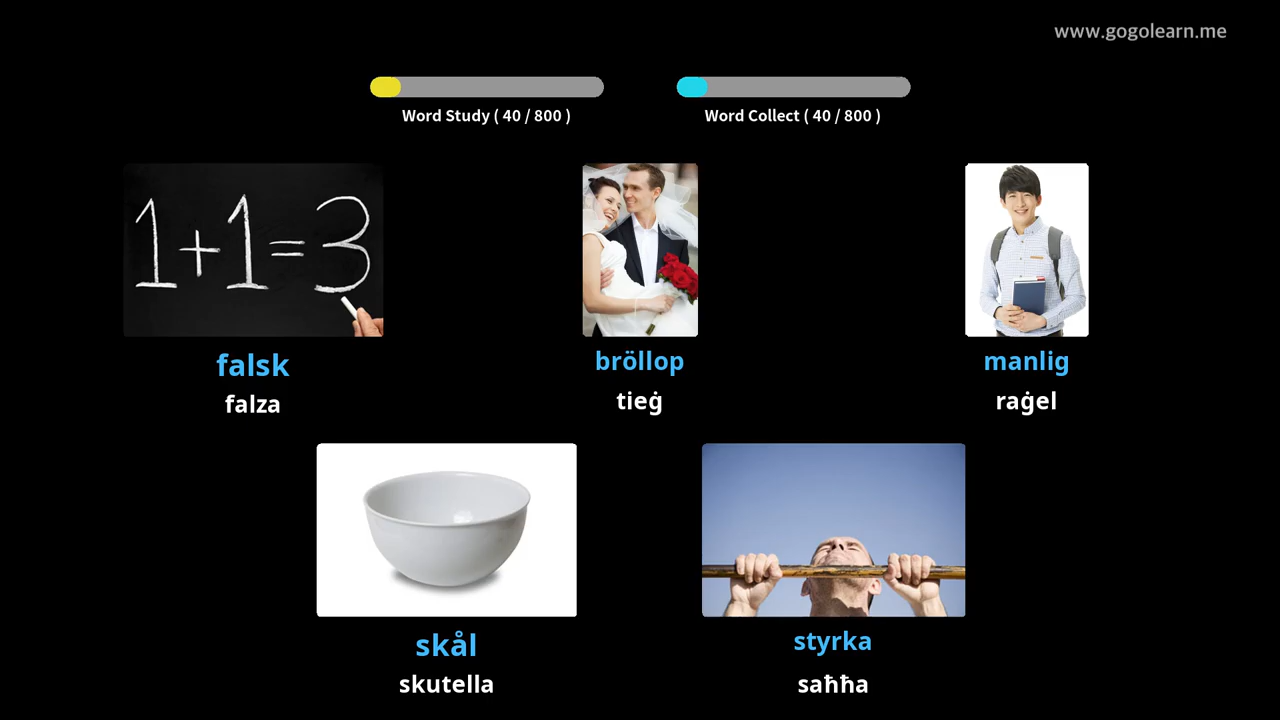 www.gogolearn.me
Word Study ( 40 / 800 )
Word Collect ( 40 / 800 )
1+1=3
falsk
falza
bröllop
tieġ
manlig
raġel
skål
skutella
styrka
saħħa